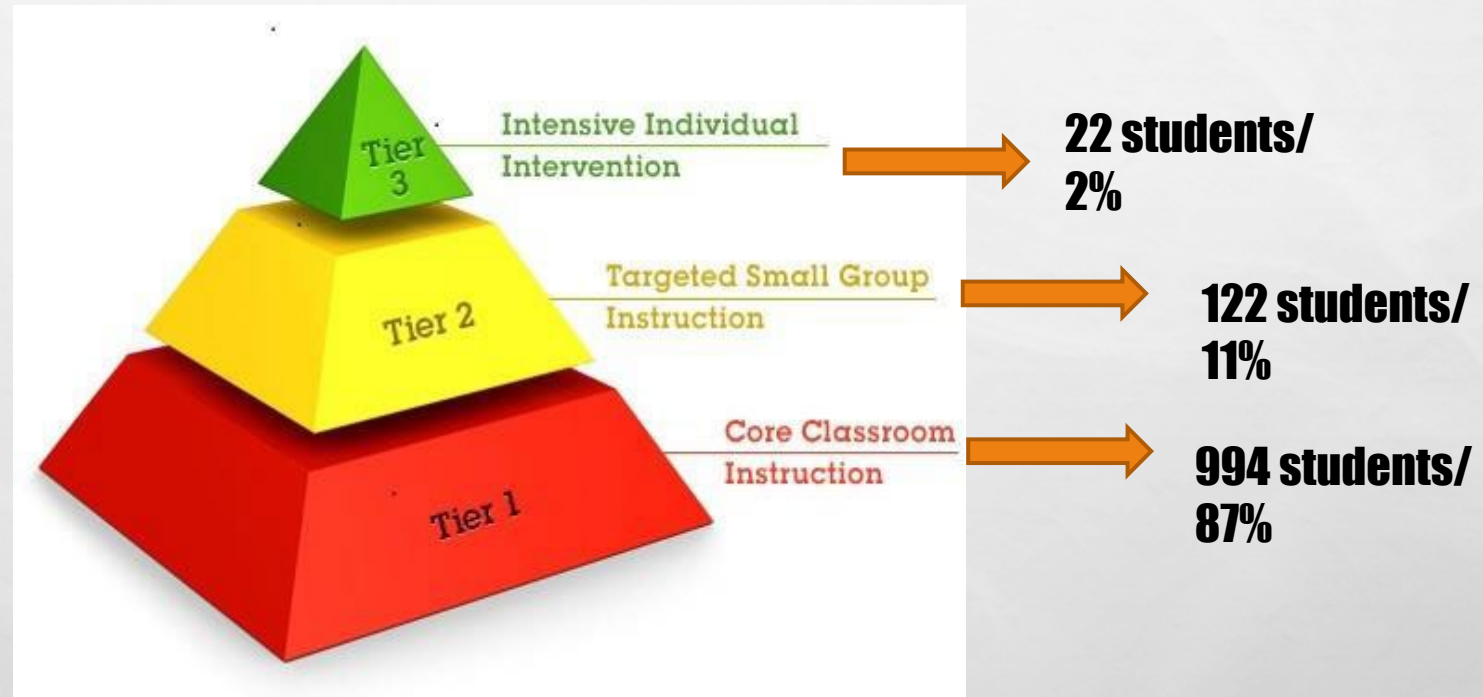 Tier
3
Intensive Individual
Intervention
22 students/
2%
Tier 2
Targeted Small Group
Instruction
122 students/
11%
Tier 1
Core Classroom
Instruction
994 students/
87%